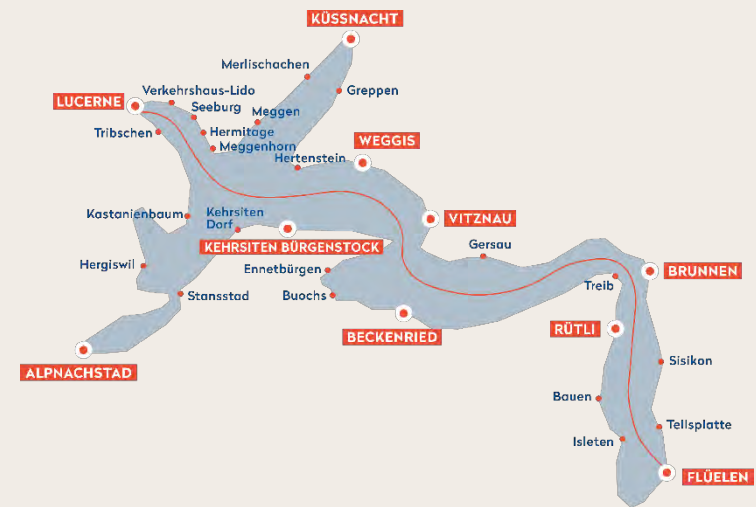 KÜSSNACHT
Merlischachen
Verkehrshaus-Lido
Greppen
LUCERNE
Seeburg
Meggen
Tribschen
Hermitage
Meggenhorn
WEGGIS
Hertenstein
Kastanienbaum
Kehrsiten
Dorf
VITZNAU
KEHRSITEN BÜRGENSTOCK
Gersau
Hergiswil
Ennetbürgen
BRUNNEN
Treib
Stansstad
Buochs
RÜTLI
BECKENRIED
Sisikon
ALPNACHSTAD
Bauen
Tellsplatte
Isleten
FLÜELEN